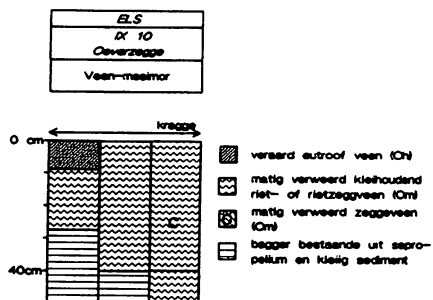 ELS
IX 10
Oeverzegge
Veen-mesimor
kragge
0 cm
40cm
C
veraard eutroof veen (Oh)
matig verweerd kleihoudend
riet- of rietzeggveen (Om)
matig verweerd zeggeveen
(Om)
bagger bestaande uit sapro-
pelium en kleiig sediment